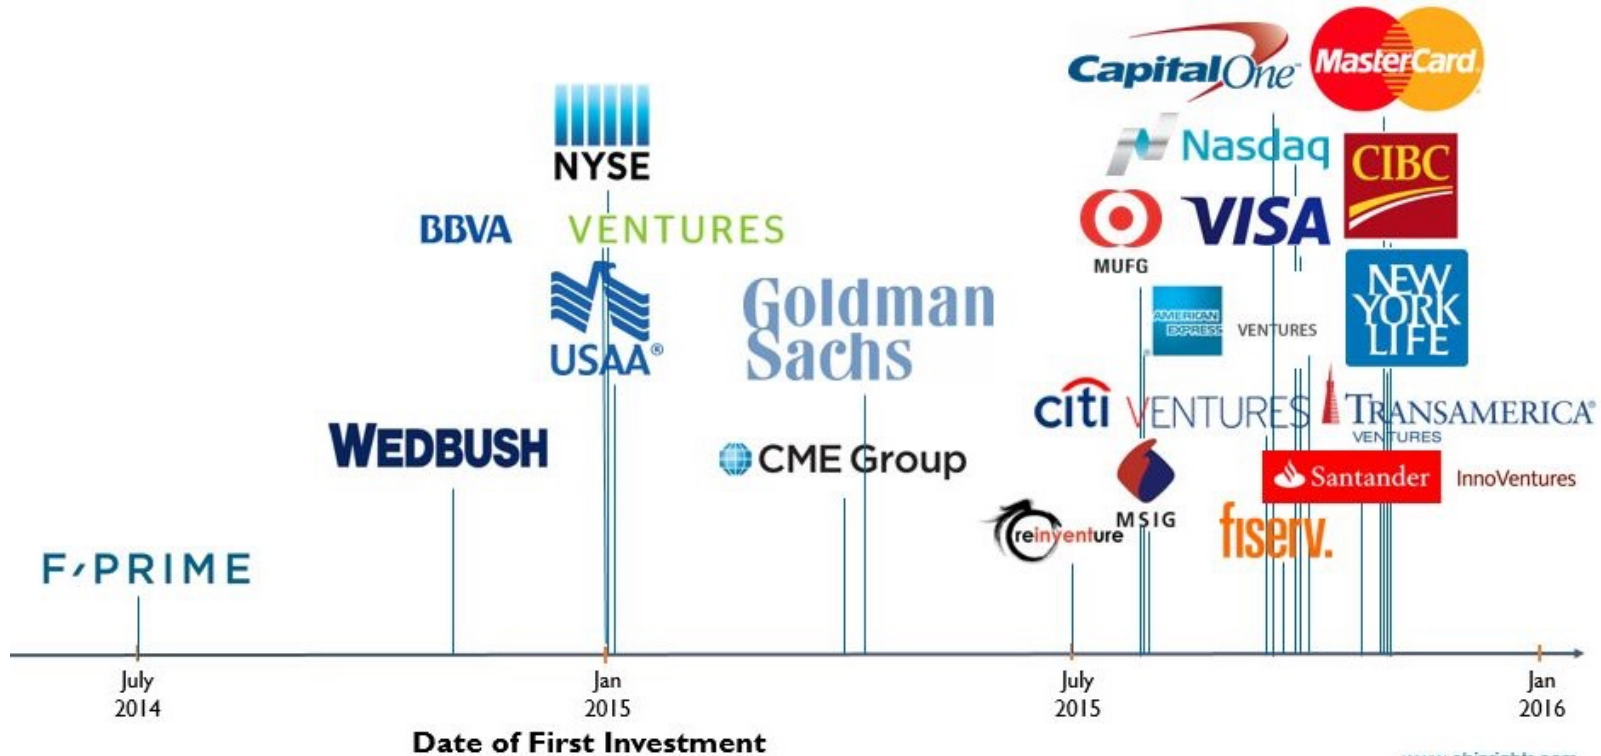 CapitalOne
MasterCard
NYSE
Nasdaq
CIBC
BBVA VENTURES
VISA
MUFG
USAA®
Goldman
Sachs
AMERICAN
EXPRESS
VENTURES
NEW
YORK
LIFE
citi VENTURES
TRANSAMERICA®
VENTURES
WEDBUSH
CME Group
Santander InnoVentures
MSIG
reinventure
fiserv.
F-PRIME
July
2014
Jan
2015
July
2015
Jan
2016
Date of First Investment